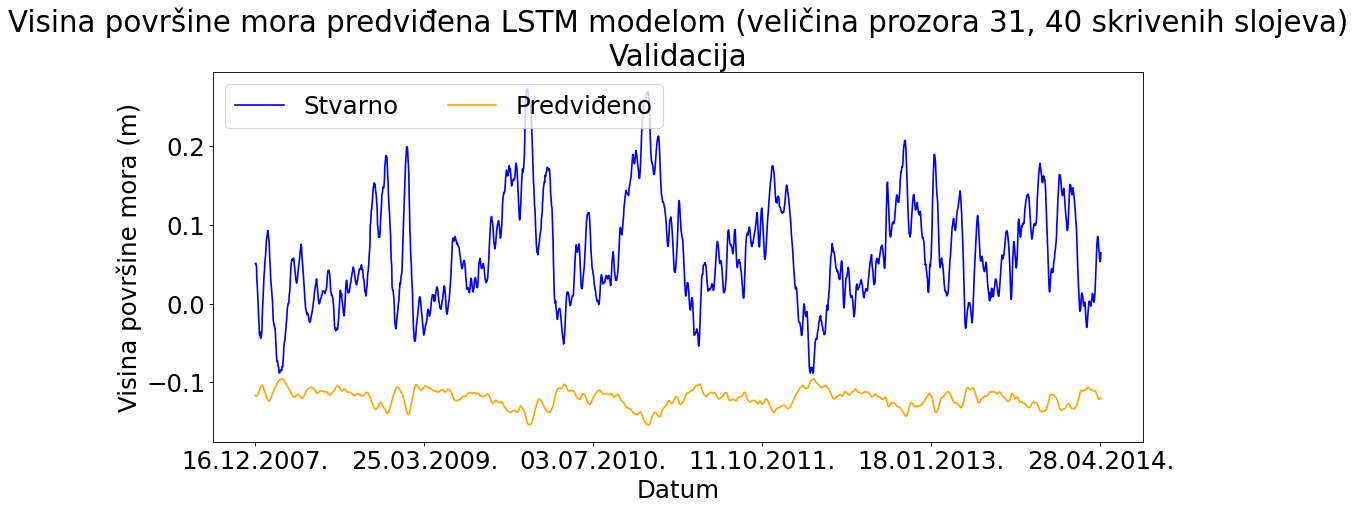 Visina površine mora predviđena LSTM modelom (veličina prozora 31, 40 skrivenih slojeva)
Validacija
Stvarno Predviđeno
Visina površine mora (m)
0.2
0.1
0.0
−0.1
16.12.2007. 25.03.2009. 03.07.2010. 11.10.2011. 18.01.2013. 28.04.2014.
Datum